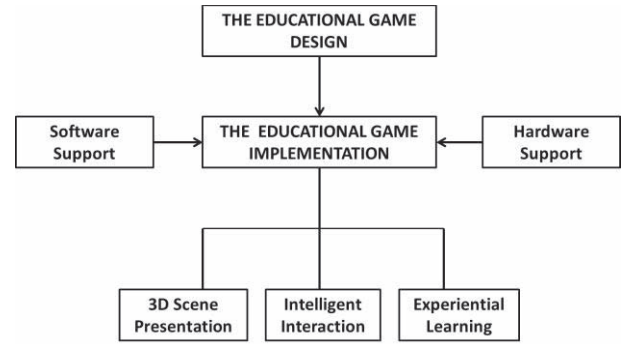 THE EDUCATIONAL GAME
DESIGN
Software
Support
THE EDUCATIONAL GAME
IMPLEMENTATION
Hardware
Support
3D Scene
Presentation
Intelligent
Interaction
Experiential
Learning